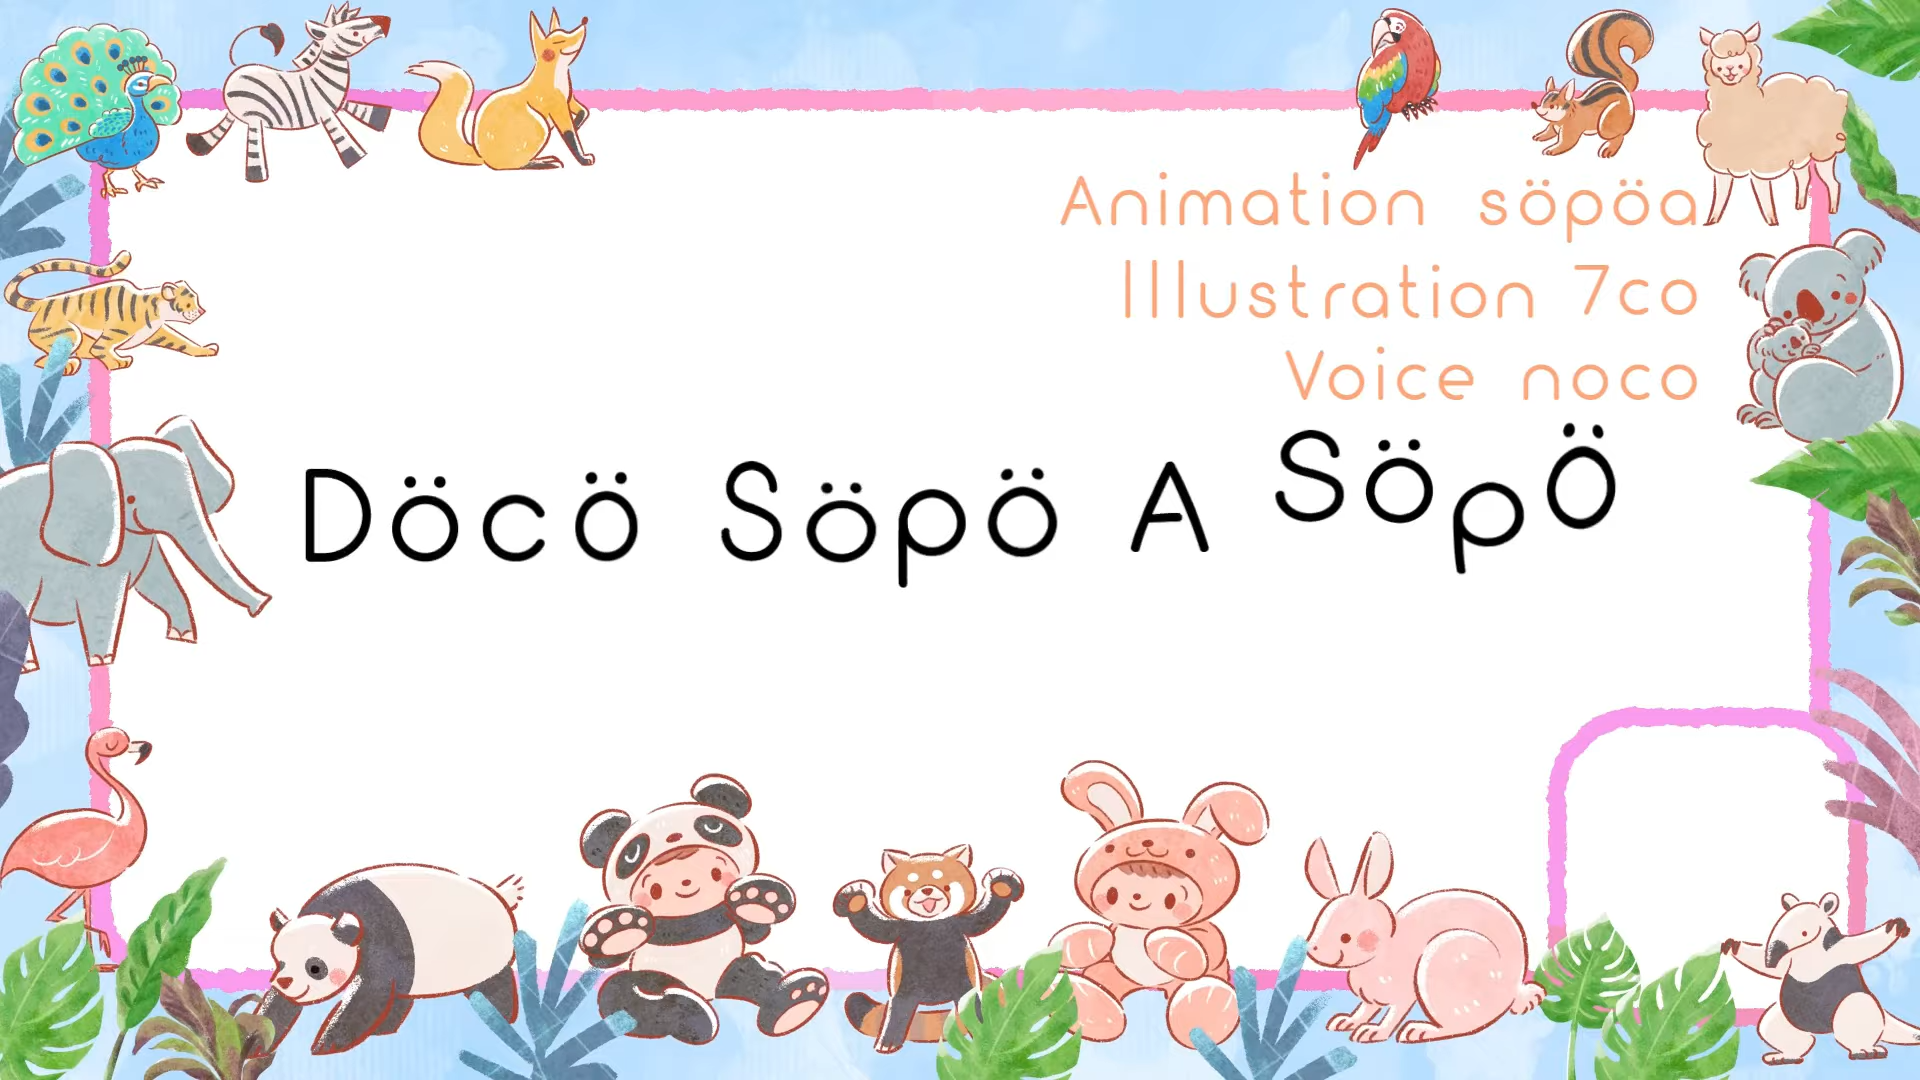 Animation söpöa
Illustration 7co
Voice noco
Döcö Söpö A Söpö